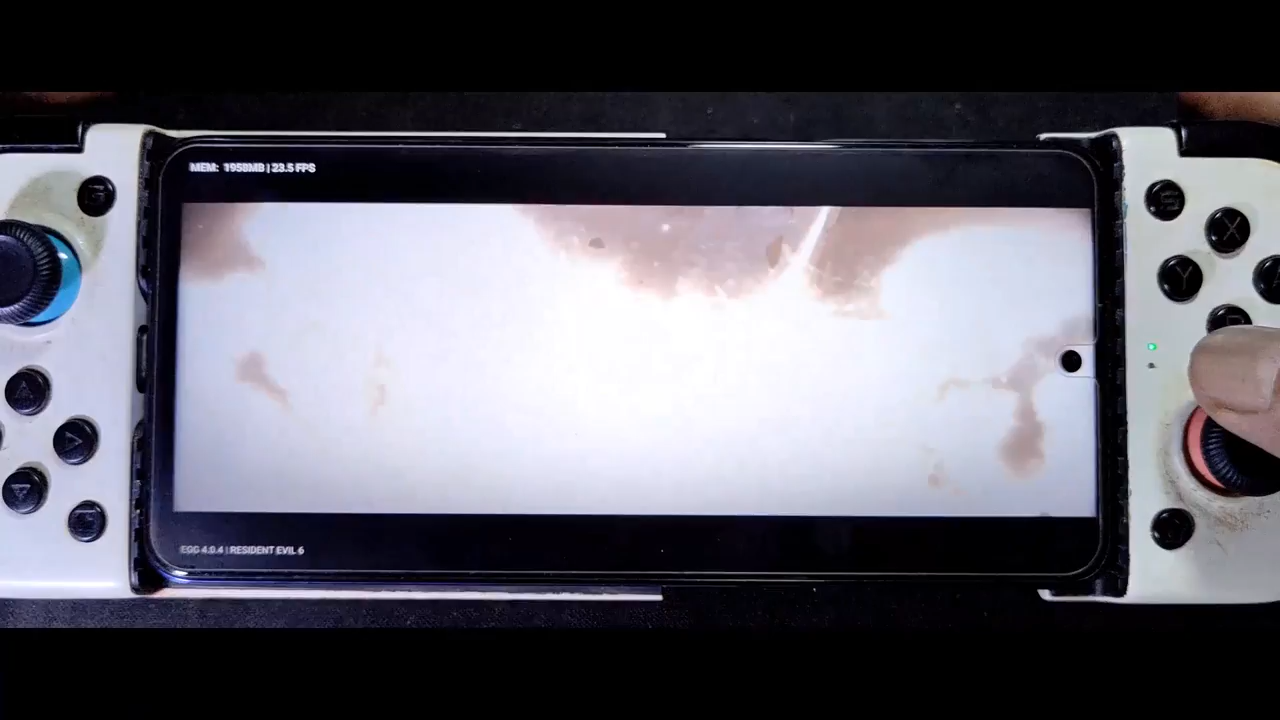 MEM: 1958MB | 23.5 FPS
X
Y
EGG 4.0.4 | RESIDENT EVIL 6